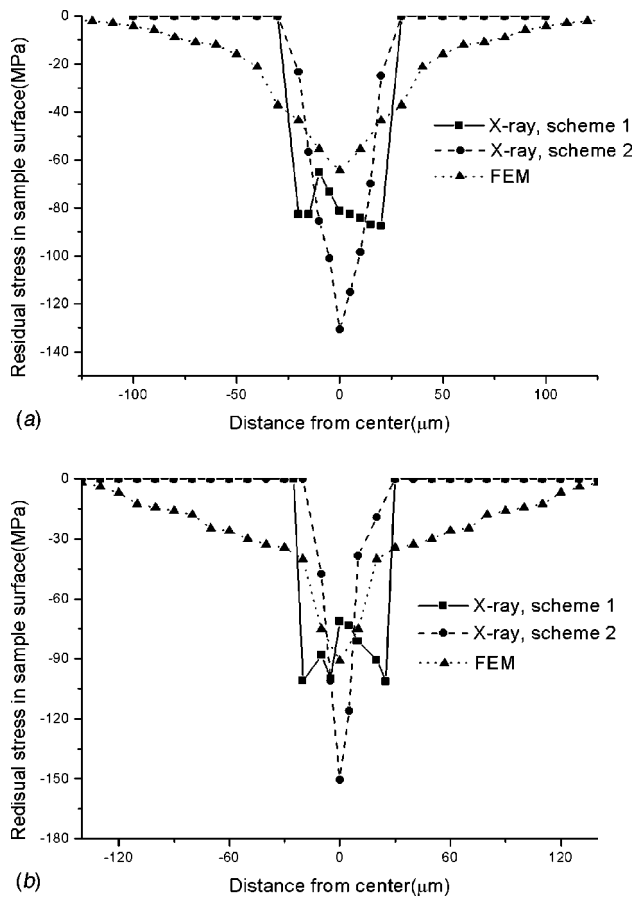 0
-20
-40
-60
-80
-100
-120
-140
Residual stress in sample surface(MPa)
X-ray, scheme 1
X-ray, scheme 2
FEM
-100 -50 0 50 100
(a) Distance from center(μm)
0
-30
-60
-90
-120
-150
-180
Redisual stress in sample surface(MPa)
X-ray, scheme 1
X-ray, scheme 2
FEM
-120 -60 0 60 120
(b) Distance from center(μm)